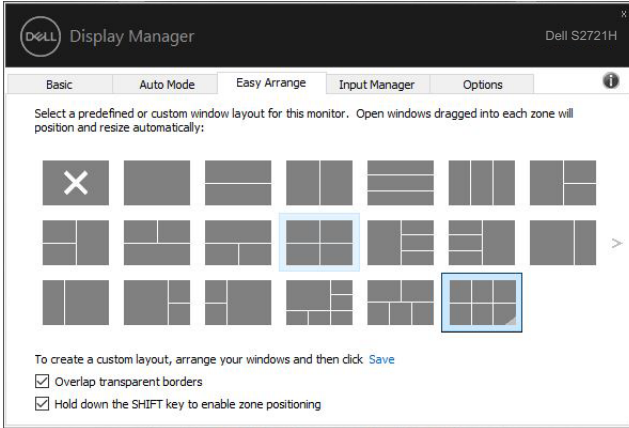 x
DELL Display Manager Dell S2721H
Basic Auto Mode Easy Arrange Input Manager Options i
Select a predefined or custom window layout for this monitor. Open windows dragged into each zone will
position and resize automatically:
>
To create a custom layout, arrange your windows and then click Save
Overlap transparent borders
Hold down the SHIFT key to enable zone positioning